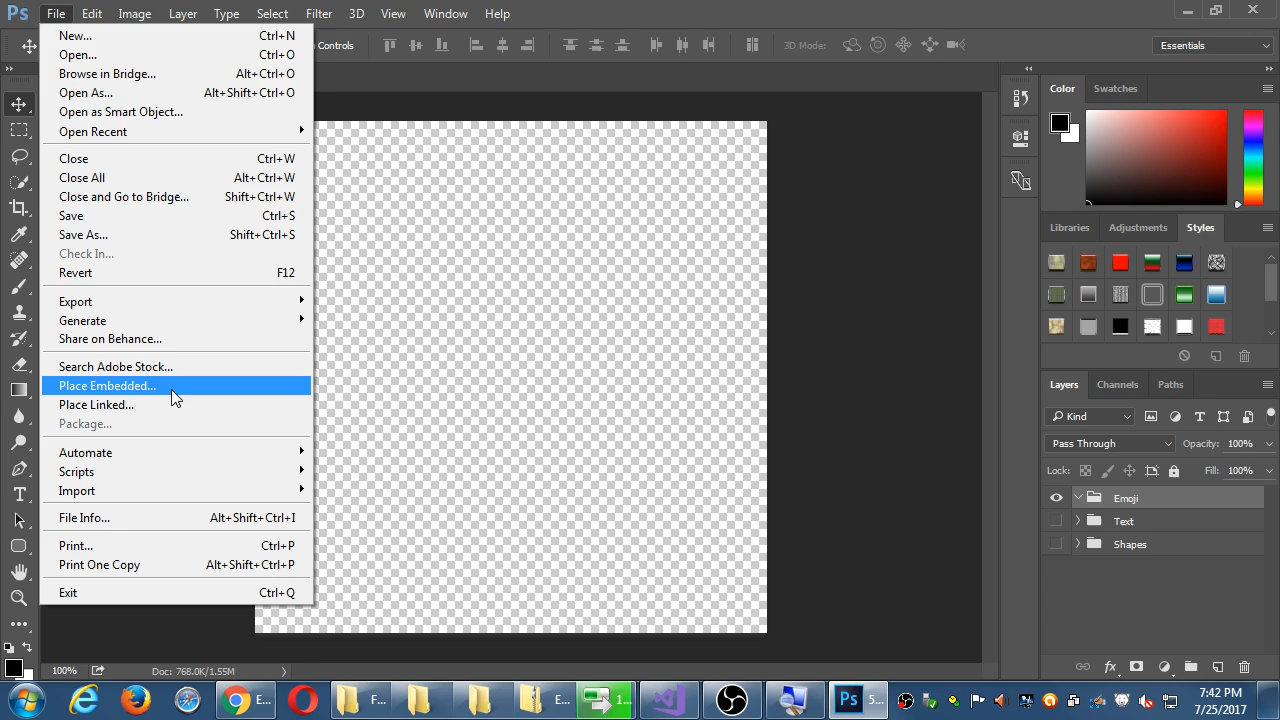 Ps File Edit Image Layer Type Select Filter 3D View Window Help
Controls 3D Mode: Essentials
New... Ctrl+N
Open... Ctrl+O
Browse in Bridge... Alt+Ctrl+O
Open As... Alt+Shift+Ctrl+O
Open as Smart Object...
Open Recent
Close Ctrl+W
Close All Alt+Ctrl+W
Close and Go to Bridge... Shift+Ctrl+W
Save Ctrl+S
Save As... Shift+Ctrl+S
Check In...
Revert F12
Export
Generate
Share on Behance...
Search Adobe Stock...
Place Embedded...
Place Linked...
Package...
Automate
Scripts
Import
File Info... Alt+Shift+Ctrl+I
Print... Ctrl+P
Print One Copy Alt+Shift+Ctrl+P
Exit Ctrl+Q
Color Swatches
Libraries Adjustments Styles
Layers Channels Paths
Kind
Pass Through Opacity: 100%
Lock: Fill: 100%
Emoji
Text
Shapes
100% Doc: 768.0K/1.55M
E... F... E... 1... Ps 5...
7:42 PM
7/25/2017